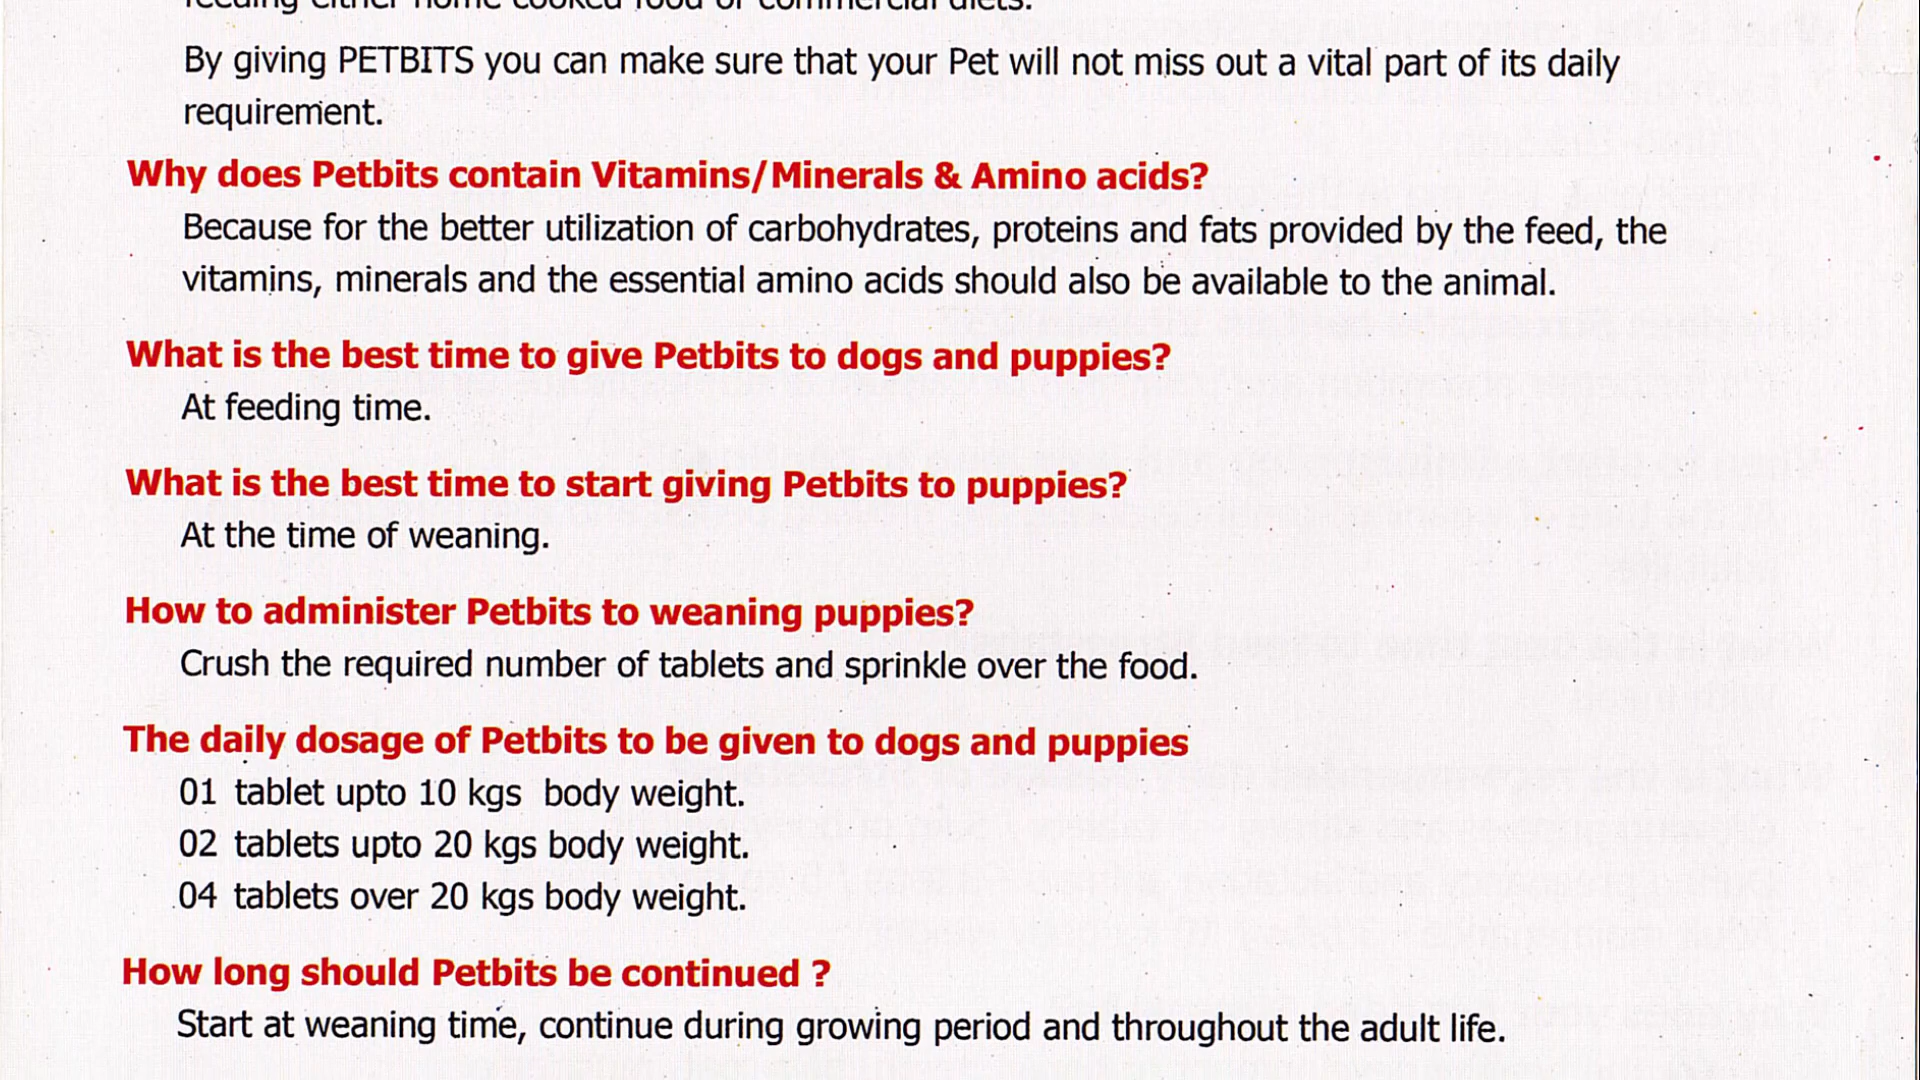 feeding either home cooked food or commercial diets.
By giving PETBITS you can make sure that your Pet will not miss out a vital part of its daily
requirement.
Why does Petbits contain Vitamins/Minerals & Amino acids?
Because for the better utilization of carbohydrates, proteins and fats provided by the feed, the
vitamins, minerals and the essential amino acids should also be available to the animal.
What is the best time to give Petbits to dogs and puppies?
At feeding time.
What is the best time to start giving Petbits to puppies?
At the time of weaning.
How to administer Petbits to weaning puppies?
Crush the required number of tablets and sprinkle over the food.
The daily dosage of Petbits to be given to dogs and puppies
01 tablet upto 10 kgs body weight.
02 tablets upto 20 kgs body weight.
04 tablets over 20 kgs body weight.
How long should Petbits be continued ?
Start at weaning time, continue during growing period and throughout the adult life.